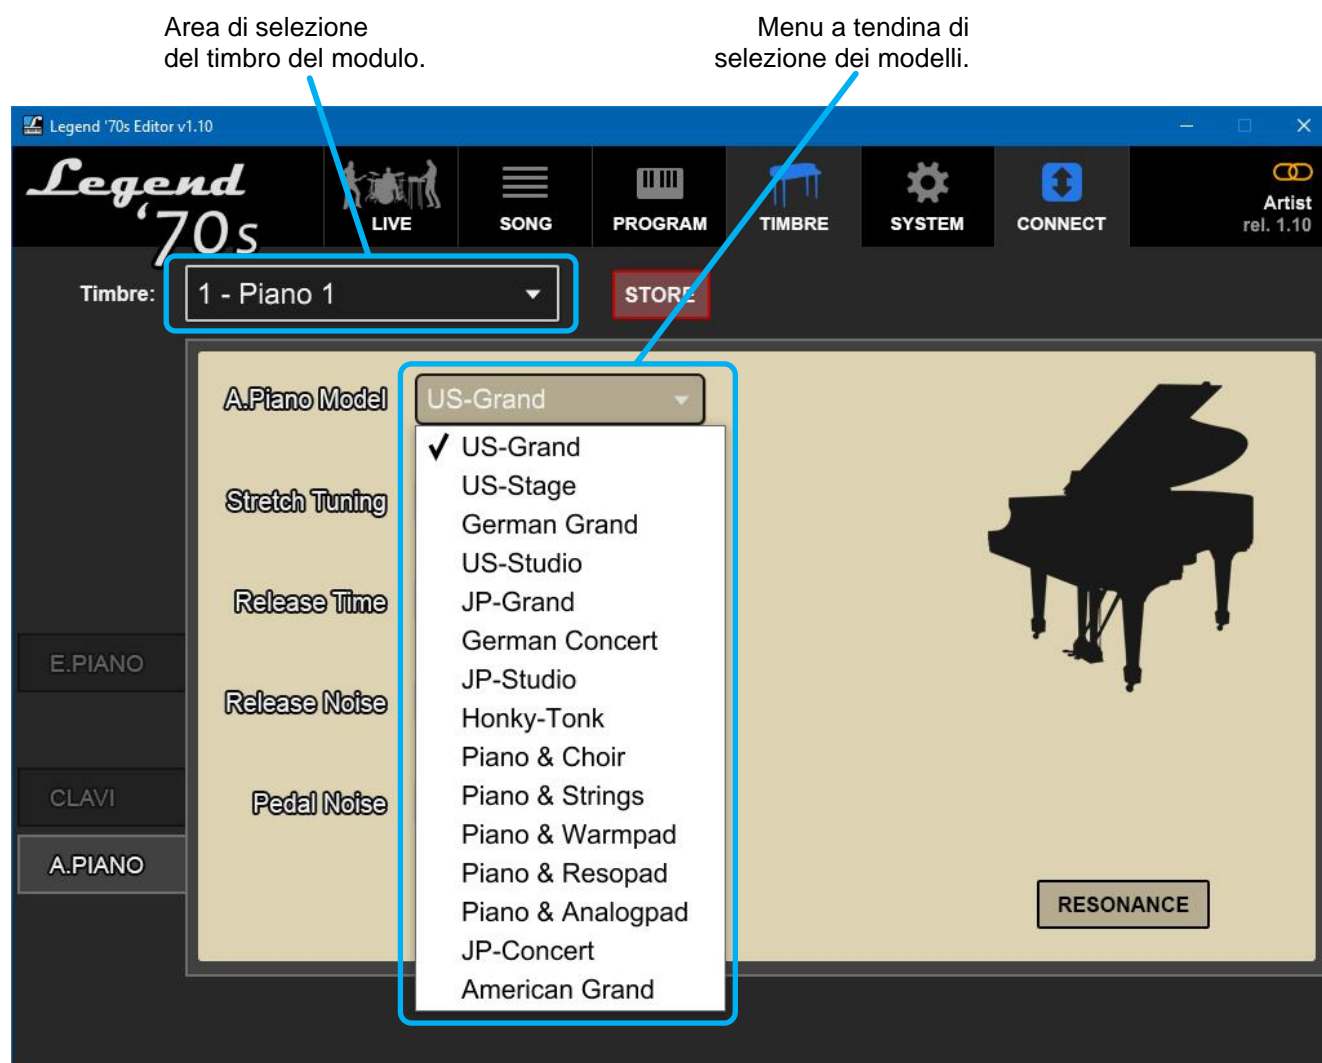 Area di selezione
del timbro del modulo.
Menu a tendina di
selezione dei modelli.
Legend '70s Editor v1.10
Legend
'70s
LIVE
SONG
PROGRAM
TIMBRE
SYSTEM
CONNECT
Artist
rel. 1.10
Timbre:
1 - Piano 1
STORE
A.Piano Model
US-Grand
US-Grand
US-Stage
Stretch Tuning
German Grand
US-Studio
Release Time
JP-Grand
German Concert
E.PIANO
JP-Studio
Release Noise
Honky-Tonk
Piano & Choir
CLAVI
Pedal Noise
Piano & Strings
Piano & Warmpad
A.PIANO
Piano & Resopad
Piano & Analogpad
RESONANCE
JP-Concert
American Grand